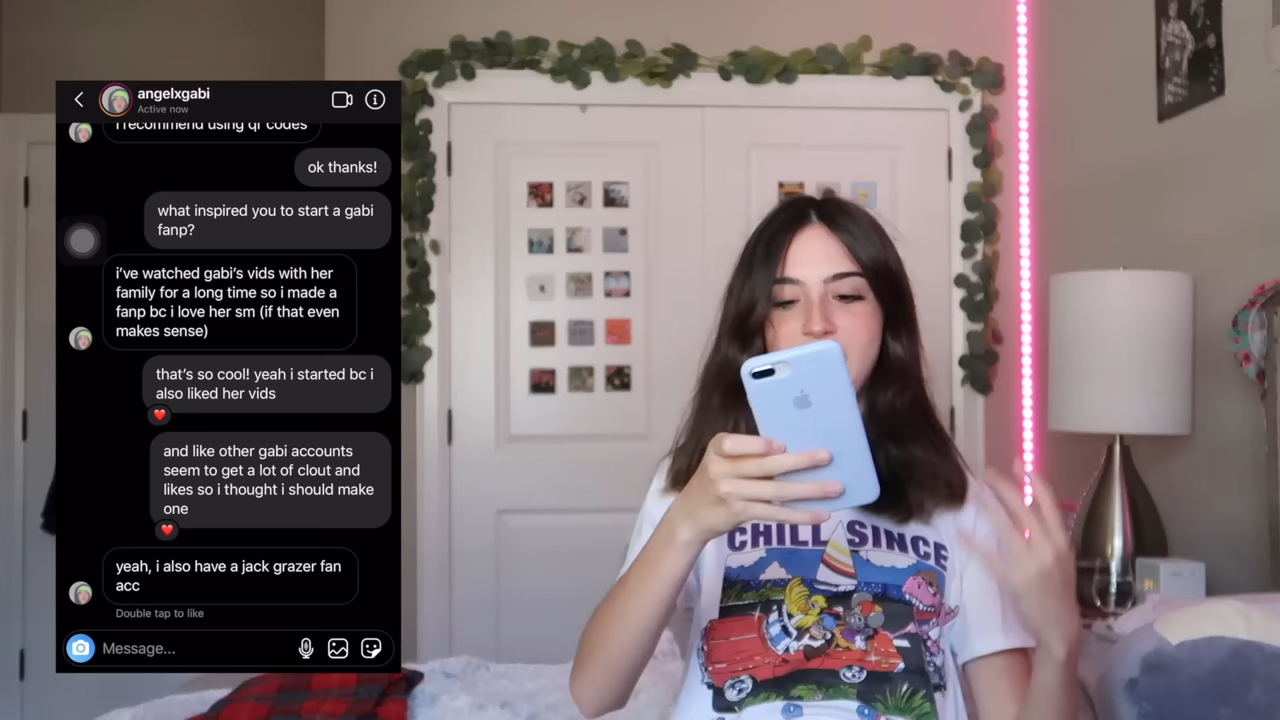 angelxgabi
Active now
I recommend using qr codes
ok thanks!
what inspired you to start a gabi
fanp?
i've watched gabi's vids with her
family for a long time so i made a
fanp bc i love her sm (if that even
makes sense)
that's so cool! yeah i started bc i
also liked her vids
and like other gabi accounts
seem to get a lot of clout and
likes so i thought i should make
one
yeah, i also have a jack grazer fan
acc
Double tap to like
Message...
CHILL SINCE